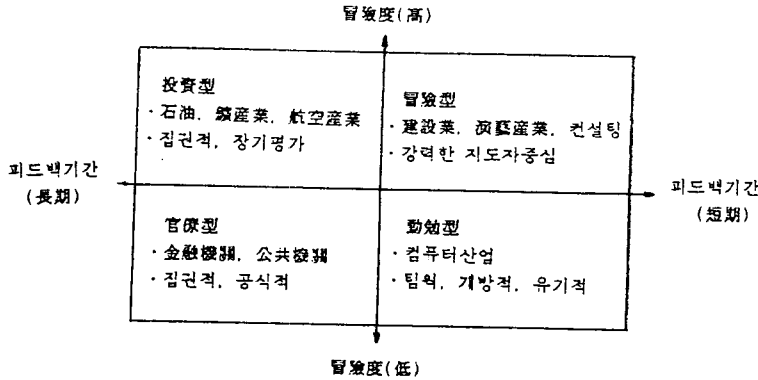 冒險度(高)
投資型
· 石油, 鑛産業, 航空産業
· 집권적, 장기평가
冒險型
· 建設業, 演藝産業, 컨설팅
· 강력한 지도자중심
피드백기간
(長期)
피드백기간
(短期)
官僚型
· 金融機關, 公共機關
· 집권적, 공식적
勤勉型
· 컴퓨터산업
· 팀웍, 개방적, 유기적
冒險度(低)